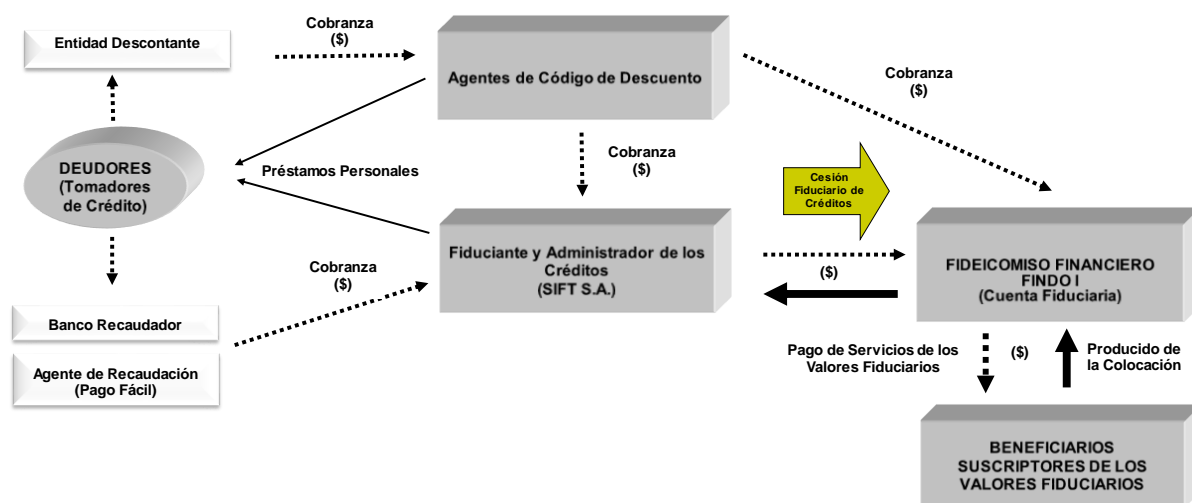 Entidad Descontante
Cobranza
($)
Agentes de Código de Descuento
Cobranza
($)
DEUDORES
(Tomadores
de Crédito)
Préstamos Personales
Cobranza
($)
Cesión
Fiduciario de
Créditos
Fiduciante y Administrador de los
Créditos
(SIFT S.A.)
Cobranza
($)
($)
FIDEICOMISO FINANCIERO
FINDO I
(Cuenta Fiduciaria)
Banco Recaudador
Agente de Recaudación
(Pago Fácil)
Pago de Servicios de los
Valores Fiduciarios
($)
Producido de
la Colocación
BENEFICIARIOS
SUSCRIPTORES DE LOS
VALORES FIDUCIARIOS